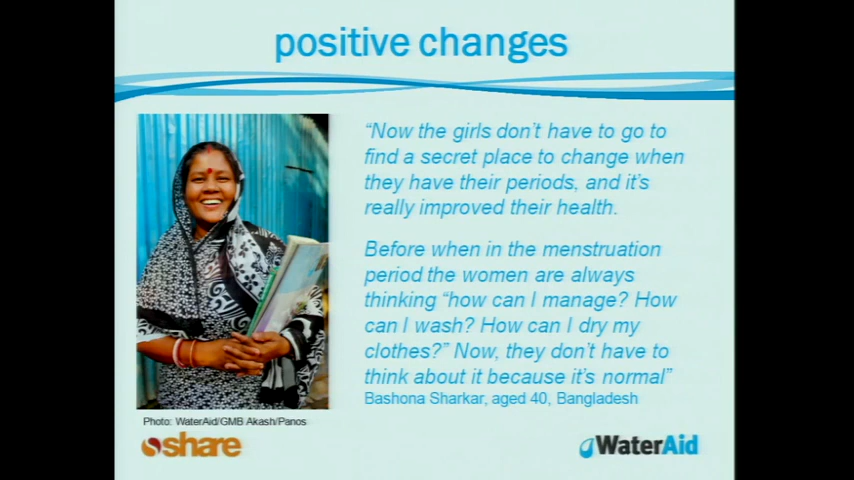 positive changes
“Now the girls don’t have to go to
find a secret place to change when
they have their periods, and it’s
really improved their health.
Before when in the menstruation
period the women are always
thinking “how can I manage? How
can I wash? How can I dry my
clothes?” Now, they don’t have to
think about it because it’s normal”
Bashona Sharkar, aged 40, Bangladesh
Photo: WaterAid/GMB Akash/Panos
share
WaterAid